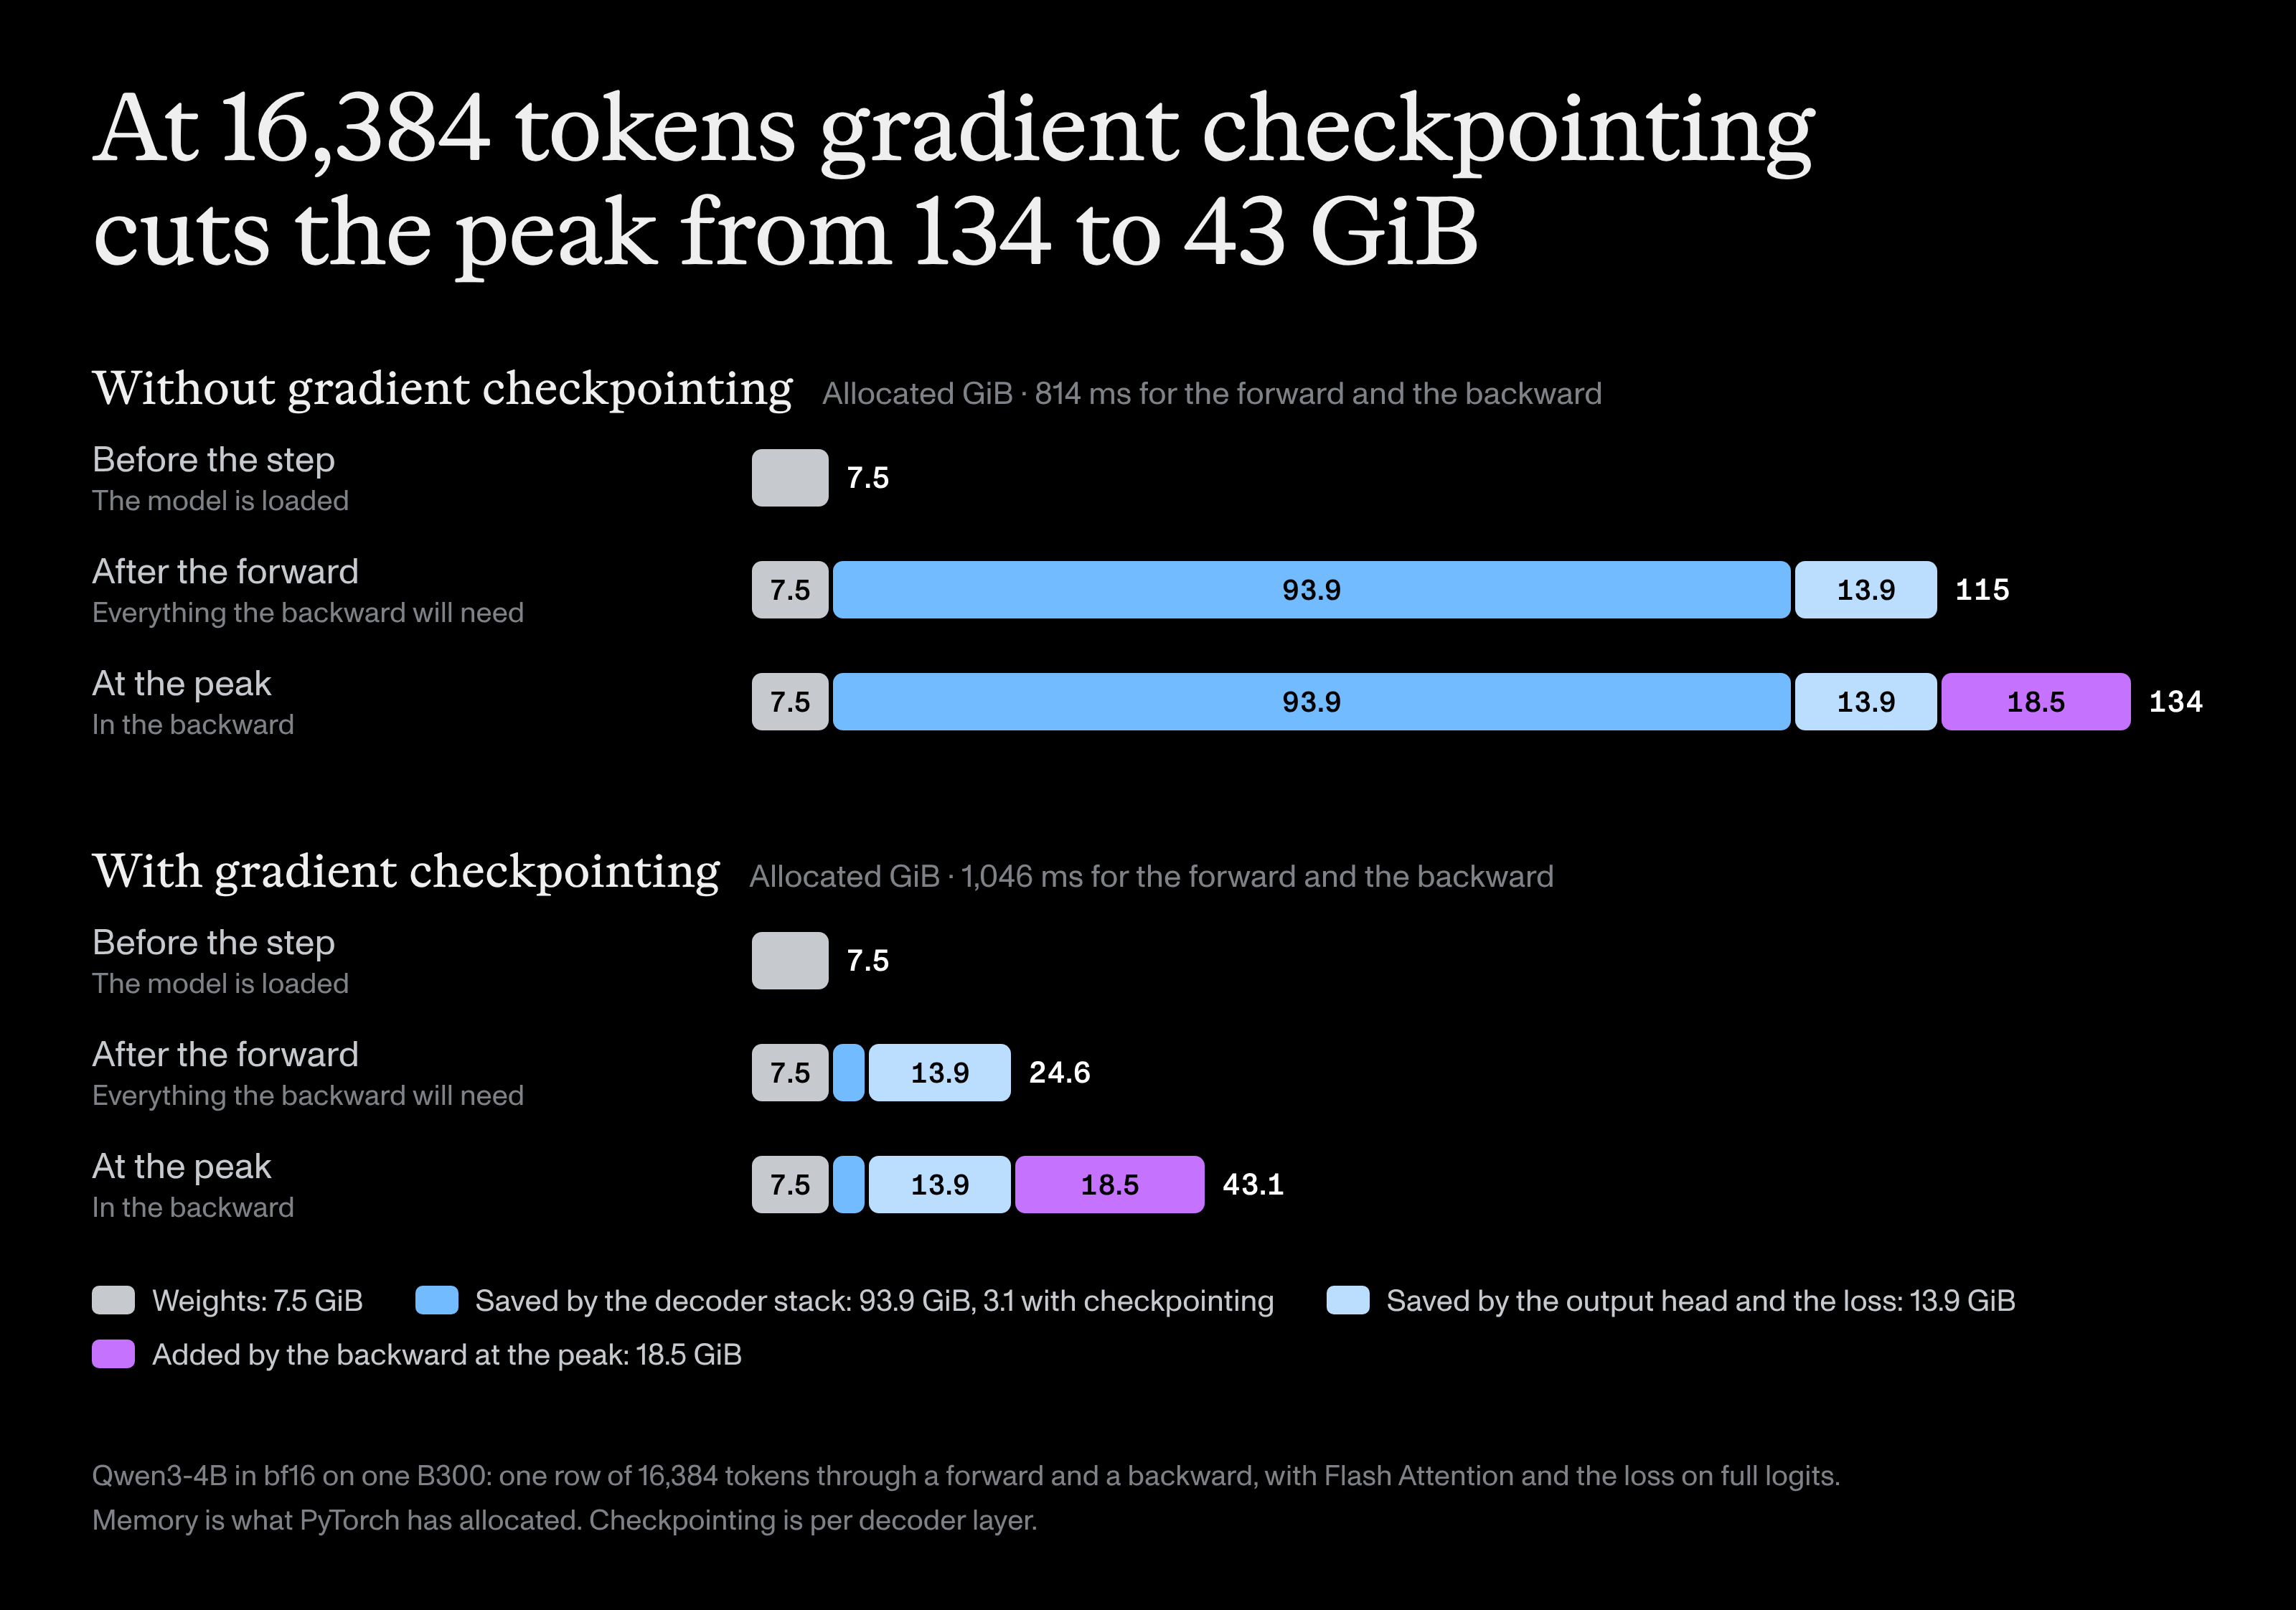 At 16,384 tokens gradient checkpointing
cuts the peak from 134 to 43 GiB
Without gradient checkpointing
Allocated GiB · 814 ms for the forward and the backward
Before the step
The model is loaded
7.5
After the forward
Everything the backward will need
7.5
93.9
13.9
115
At the peak
In the backward
7.5
93.9
13.9
18.5
134
With gradient checkpointing
Allocated GiB · 1,046 ms for the forward and the backward
Before the step
The model is loaded
7.5
After the forward
Everything the backward will need
7.5
13.9
24.6
At the peak
In the backward
7.5
13.9
18.5
43.1
Weights: 7.5 GiB
Saved by the decoder stack: 93.9 GiB, 3.1 with checkpointing
Saved by the output head and the loss: 13.9 GiB
Added by the backward at the peak: 18.5 GiB
Qwen3-4B in bf16 on one B300: one row of 16,384 tokens through a forward and a backward, with Flash Attention and the loss on full logits.
Memory is what PyTorch has allocated. Checkpointing is per decoder layer.